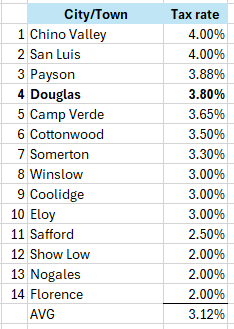 City/Town Tax rate
1 Chino Valley 4.00%
2 San Luis 4.00%
3 Payson 3.88%
4 Douglas 3.80%
5 Camp Verde 3.65%
6 Cottonwood 3.50%
7 Somerton 3.30%
8 Winslow 3.00%
9 Coolidge 3.00%
10 Eloy 3.00%
11 Safford 2.50%
12 Show Low 2.00%
13 Nogales 2.00%
14 Florence 2.00%
AVG 3.12%